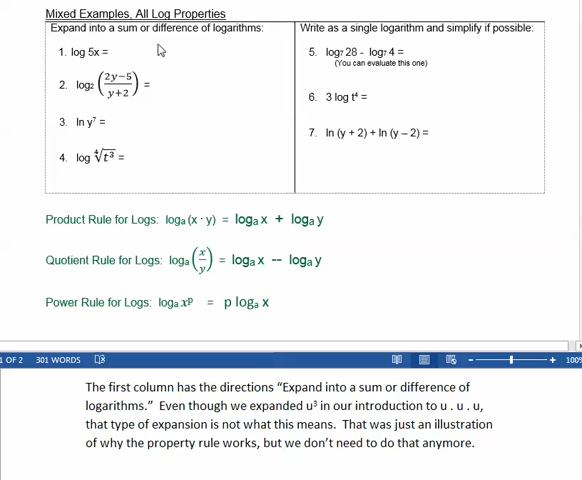 Mixed Examples, All Log Properties
Expand into a sum or difference of logarithms:
1. log 5x =
2. log₂ ((2y−5)/(y+2)) =
3. ln y⁷ =
4. log ∜t³ =
Write as a single logarithm and simplify if possible:
5. log₇ 28 - log₇ 4 =
(You can evaluate this one)
6. 3 log t⁴ =
7. ln (y + 2) + ln (y – 2) =
Product Rule for Logs: logₐ (x · y) = logₐ x + logₐ y
Quotient Rule for Logs: logₐ (x/y) = logₐ x -- logₐ y
Power Rule for Logs: logₐ xᵖ = p logₐ x
1 OF 2 301 WORDS 100%
The first column has the directions “Expand into a sum or difference of
logarithms.” Even though we expanded u³ in our introduction to u . u . u,
that type of expansion is not what this means. That was just an illustration
of why the property rule works, but we don’t need to do that anymore.